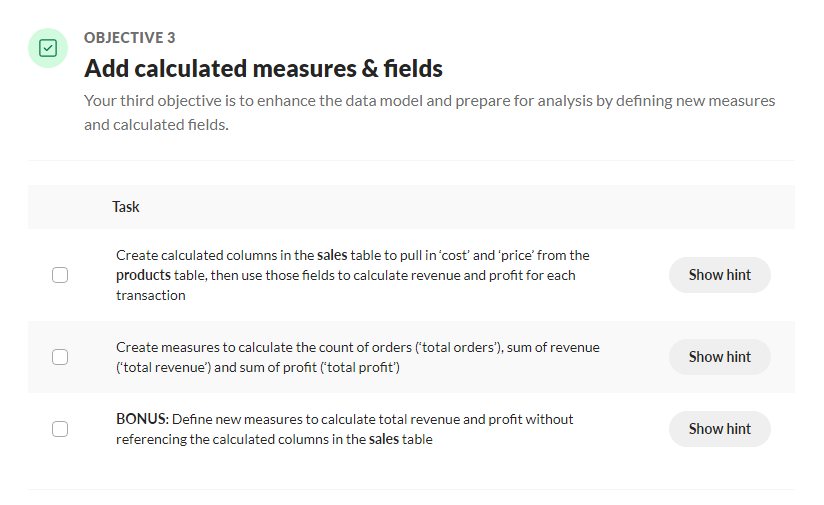 OBJECTIVE 3
Add calculated measures & fields
Your third objective is to enhance the data model and prepare for analysis by defining new measures
and calculated fields.
Task
Create calculated columns in the sales table to pull in ‘cost’ and ‘price’ from the
products table, then use those fields to calculate revenue and profit for each
transaction
Show hint
Create measures to calculate the count of orders (‘total orders’), sum of revenue
(‘total revenue’) and sum of profit (‘total profit’)
Show hint
BONUS: Define new measures to calculate total revenue and profit without
referencing the calculated columns in the sales table
Show hint